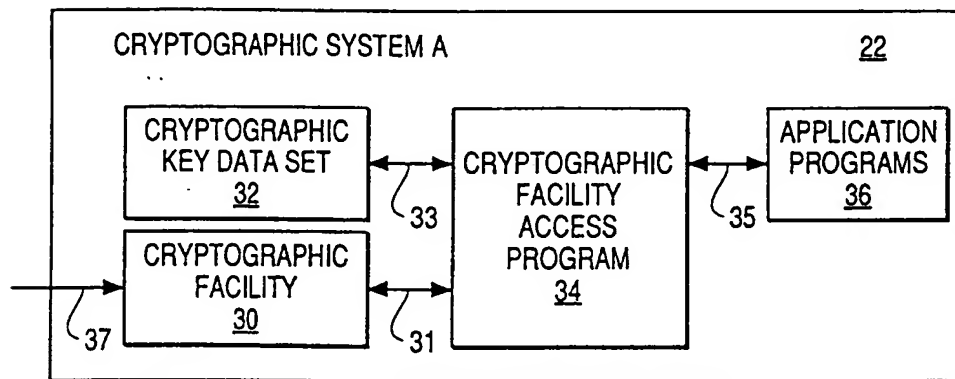 CRYPTOGRAPHIC SYSTEM A
22
CRYPTOGRAPHIC
KEY DATA SET
32
33
CRYPTOGRAPHIC
FACILITY
30
31
37
CRYPTOGRAPHIC
FACILITY
ACCESS
PROGRAM
34
35
APPLICATION
PROGRAMS
36